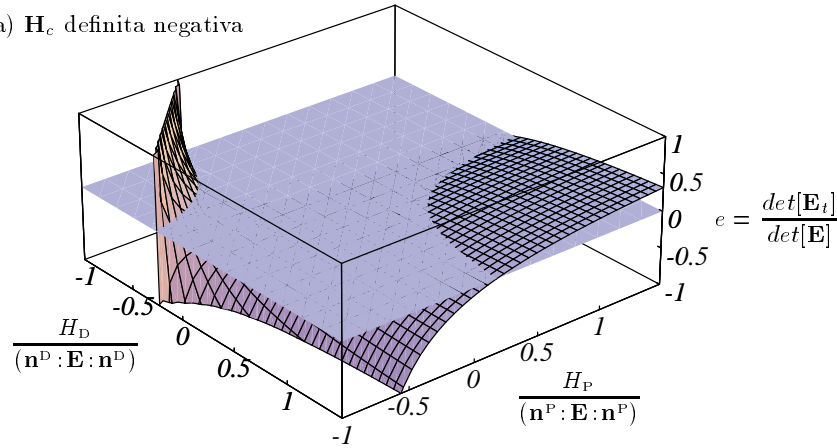 a) H_c definita negativa
1
0.5
0
-0.5
-1
e = det[E_t] / det[E]
-1
-0.5
0
0.5
1
H_D
(n^D : E : n^D)
-1
-0.5
0
0.5
1
H_P
(n^P : E : n^P)